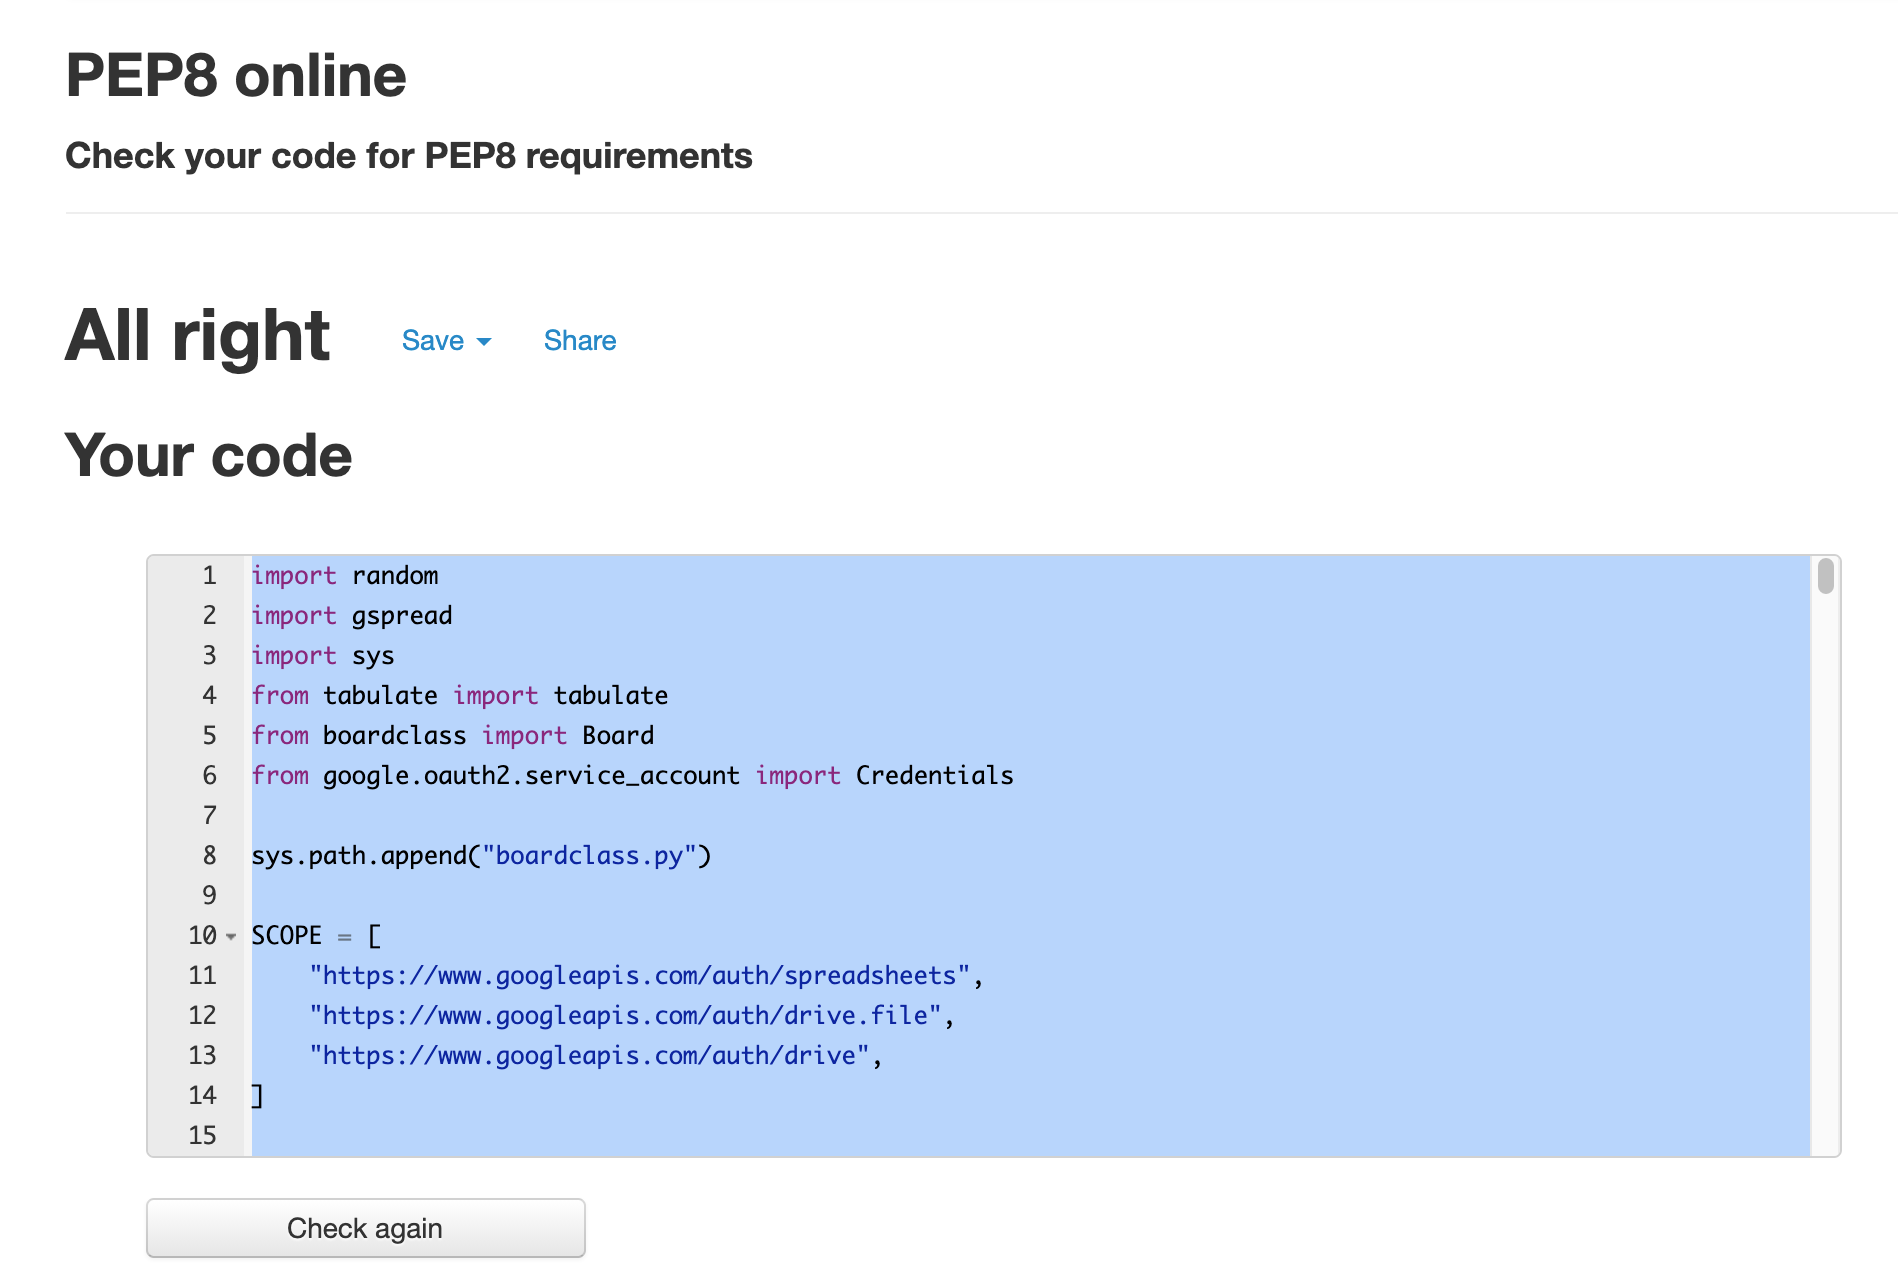 PEP8 online
Check your code for PEP8 requirements
All right Save Share
Your code
1 import random
2 import gspread
3 import sys
4 from tabulate import tabulate
5 from boardclass import Board
6 from google.oauth2.service_account import Credentials
7
8 sys.path.append("boardclass.py")
9
10 SCOPE = [
11     "https://www.googleapis.com/auth/spreadsheets",
12     "https://www.googleapis.com/auth/drive.file",
13     "https://www.googleapis.com/auth/drive",
14 ]
15
Check again